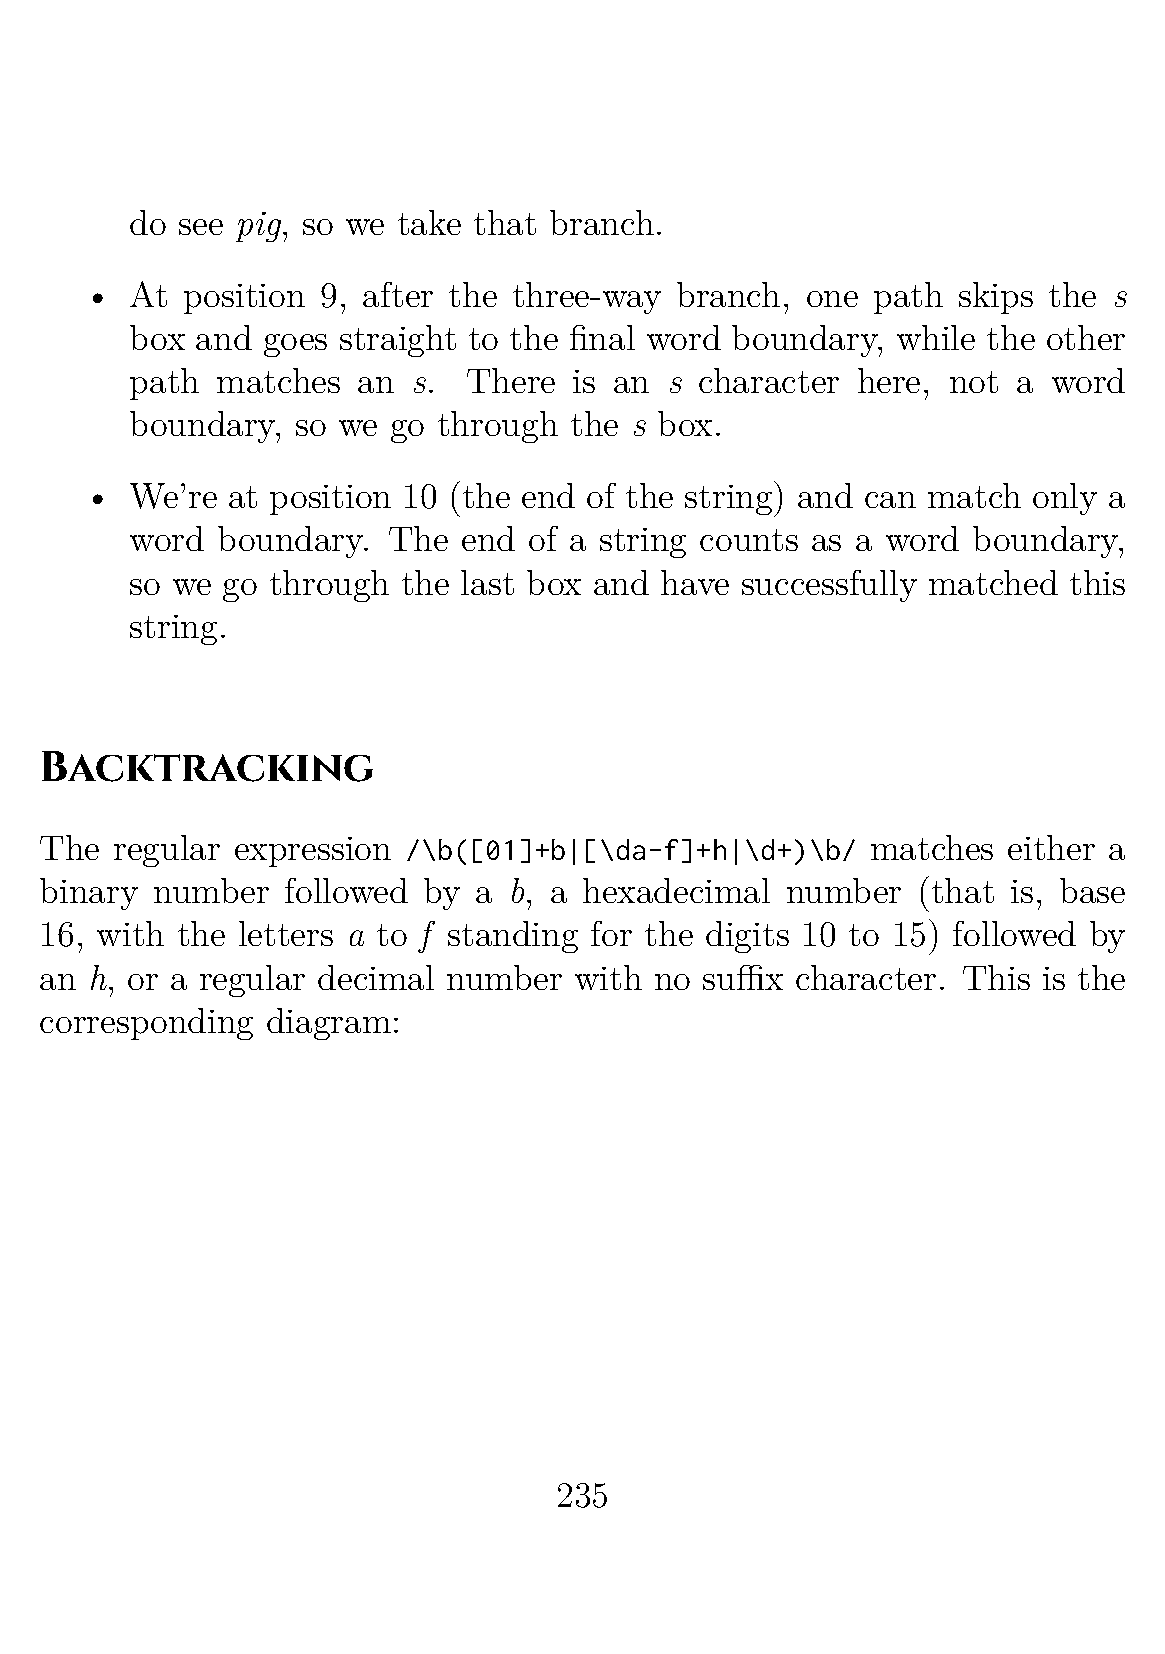 do see pig, so we take that branch.
• At position 9, after the three-way branch, one path skips the s
box and goes straight to the final word boundary, while the other
path matches an s. There is an s character here, not a word
boundary, so we go through the s box.
• We're at position 10 (the end of the string) and can match only a
word boundary. The end of a string counts as a word boundary,
so we go through the last box and have successfully matched this
string.
Backtracking
The regular expression /\b([01]+b|[\da-f]+h|\d+)\b/ matches either a
binary number followed by a b, a hexadecimal number (that is, base
16, with the letters a to f standing for the digits 10 to 15) followed by
an h, or a regular decimal number with no suffix character. This is the
corresponding diagram:
235